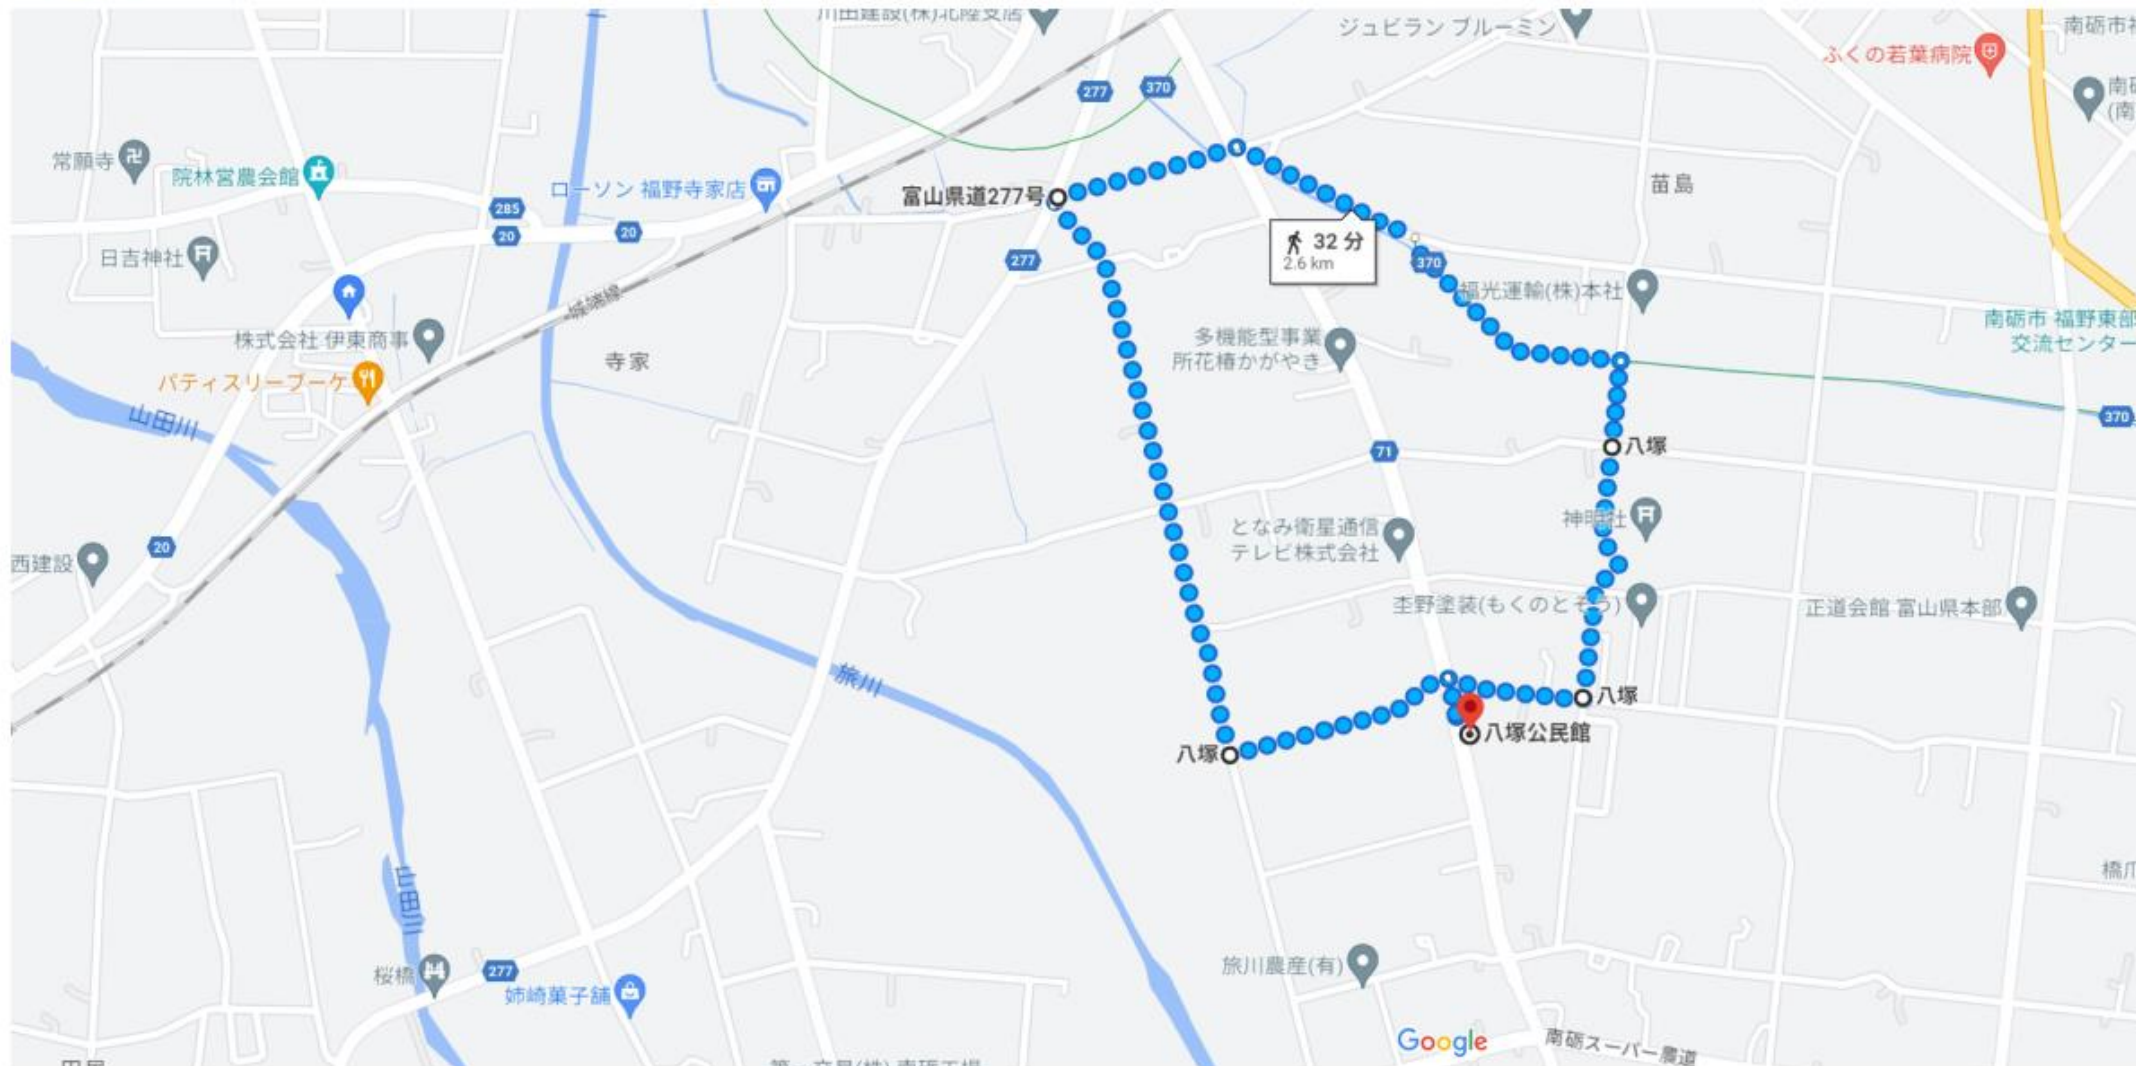 川田建設(株)北陸支店
ジュビラン ブルーミン
ふくの若葉病院
277
370
常願寺
院林営農会館
285
20
ローソン 福野寺家店
20
富山県道277号
苗島
日吉神社
277
32 分
2.6 km
370
福光運輸(株)本社
城端線
株式会社 伊東商事
寺家
多機能型事業
所花椿かがやき
南砺市 福野東部
交流センター
パティスリーブーケ
山田川
370
71
八塚
西建設
20
となみ衛星通信
テレビ株式会社
神明社
杢野塗装(もくのとそう)
正道会館 富山県本部
旅川
八塚
八塚
八塚公民館
山田川
桜橋
277
姉崎菓子舗
旅川農産(有)
Google
南砺スーパー農道